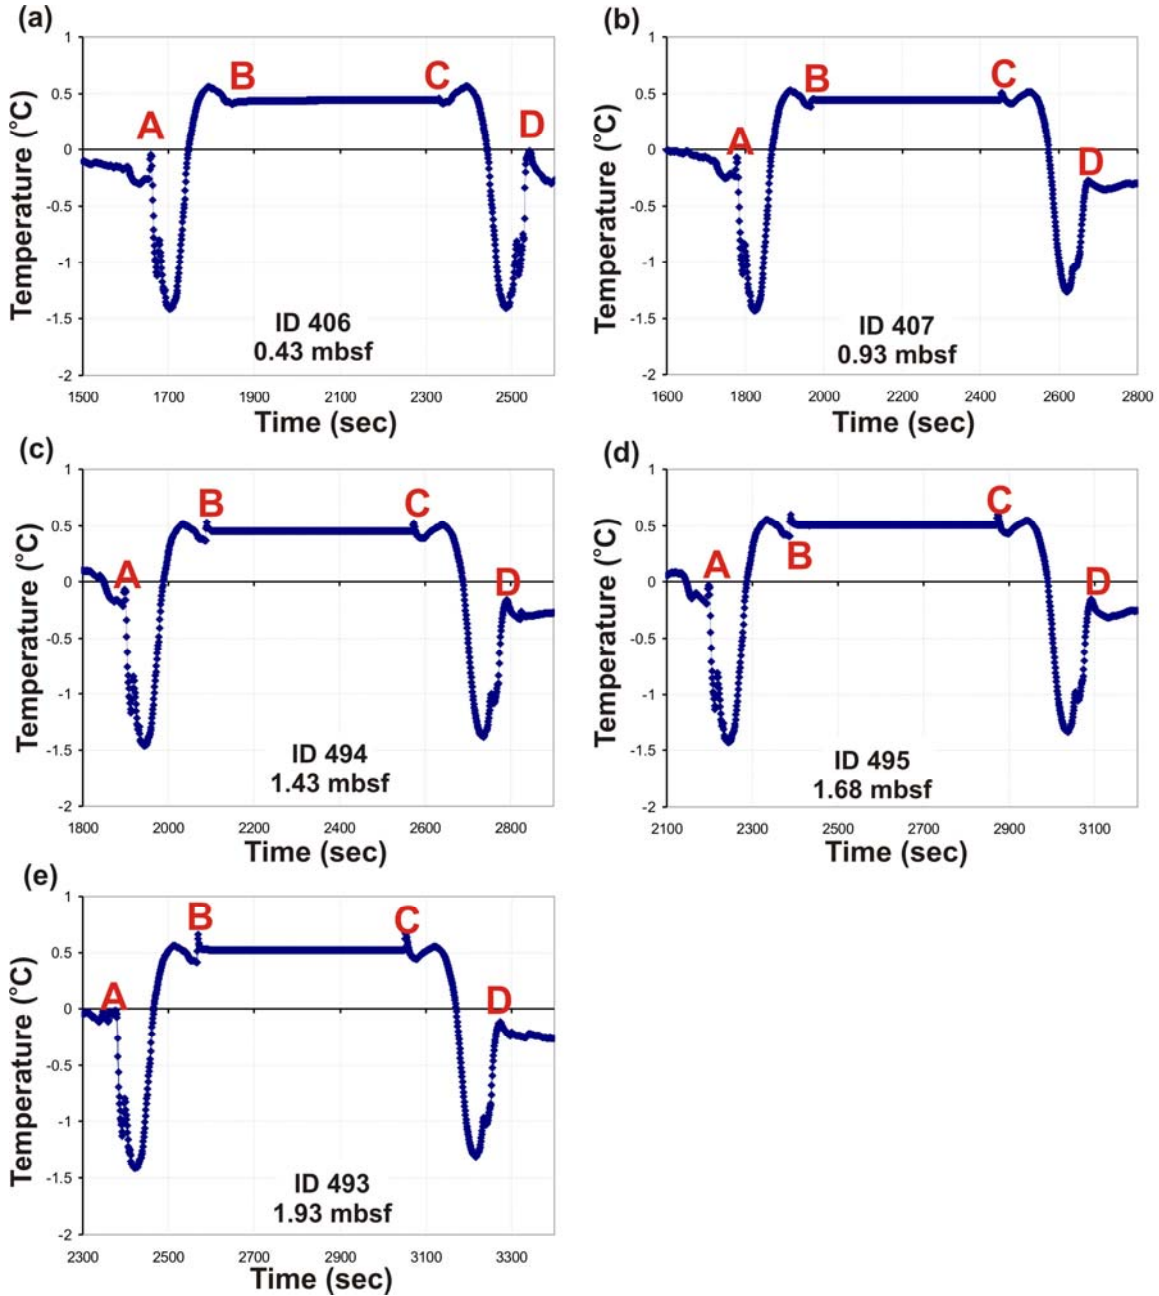 (a)
Temperature (°C)
1
0.5
0
-0.5
-1
-1.5
-2
A
B
C
D
ID 406
0.43 mbsf
1500 1700 1900 2100 2300 2500
Time (sec)
(b)
Temperature (°C)
1
0.5
0
-0.5
-1
-1.5
-2
A
B
C
D
ID 407
0.93 mbsf
1600 1800 2000 2200 2400 2600 2800
Time (sec)
(c)
Temperature (°C)
1
0.5
0
-0.5
-1
-1.5
-2
A
B
C
D
ID 494
1.43 mbsf
1800 2000 2200 2400 2600 2800
Time (sec)
(d)
Temperature (°C)
1
0.5
0
-0.5
-1
-1.5
-2
A
B
C
D
ID 495
1.68 mbsf
2100 2300 2500 2700 2900 3100
Time (sec)
(e)
Temperature (°C)
1
0.5
0
-0.5
-1
-1.5
-2
A
B
C
D
ID 493
1.93 mbsf
2300 2500 2700 2900 3100 3300
Time (sec)